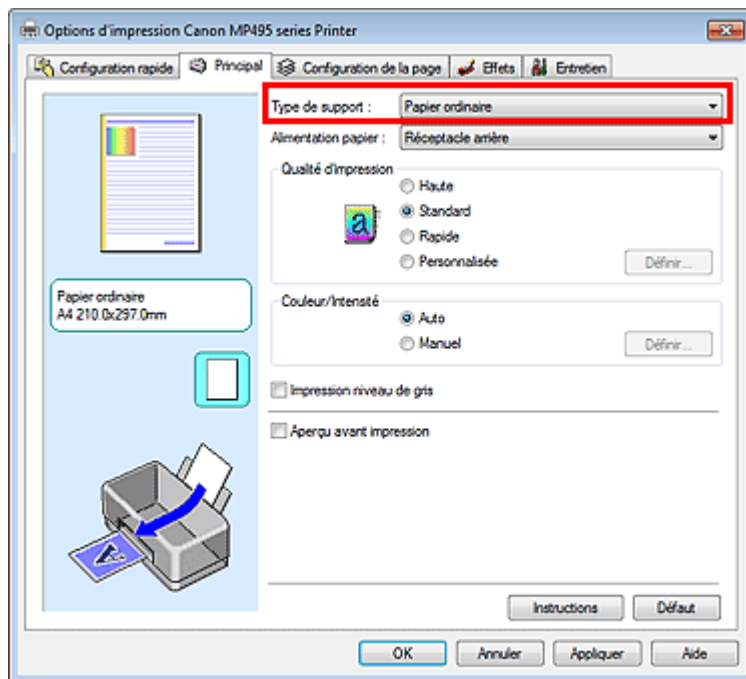 Options d'impression Canon MP495 series Printer
Configuration rapide Principal Configuration de la page Effets Entretien
Type de support : Papier ordinaire
Alimentation papier : Réceptacle arrière
Qualité d'impression
Haute
Standard
Rapide
Personnalisée Définir...
Papier ordinaire
A4 210.0x297.0mm
Couleur/Intensité
Auto
Manuel Définir...
Impression niveau de gris
Aperçu avant impression
Instructions Défaut
OK Annuler Appliquer Aide